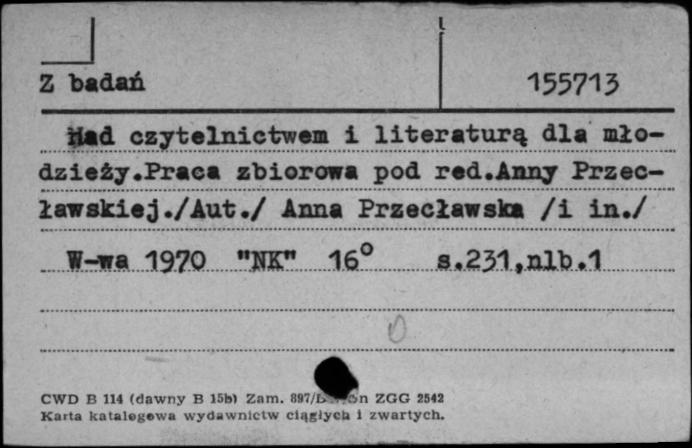 Z badań
155713
Nad czytelnictwem i literaturą dla mło-
dzieży.Praca zbiorowa pod red.Anny Przec-
ławskiej./Aut./ Anna Przecławska /i in./
W-wa 1970 "NK" 16° s.231,nlb.1
CWD B 114 (dawny B 15b) Zam. 897/ ZGG 2542
Karta katalogowa wydawnictw ciągłych i zwartych.